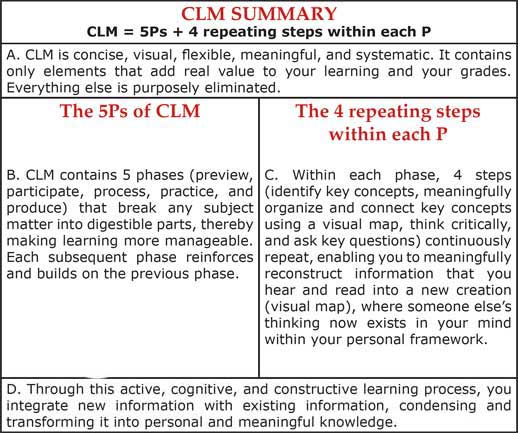 CLM SUMMARY
CLM = 5Ps + 4 repeating steps within each P
A. CLM is concise, visual, flexible, meaningful, and systematic. It contains
only elements that add real value to your learning and your grades.
Everything else is purposely eliminated.
The 5Ps of CLM
B. CLM contains 5 phases (preview,
participate, process, practice, and
produce) that break any subject
matter into digestible parts, thereby
making learning more manageable.
Each subsequent phase reinforces
and builds on the previous phase.
The 4 repeating steps
within each P
C. Within each phase, 4 steps
(identify key concepts, meaningfully
organize and connect key concepts
using a visual map, think critically,
and ask key questions) continuously
repeat, enabling you to meaningfully
reconstruct information that you
hear and read into a new creation
(visual map), where someone else’s
thinking now exists in your mind
within your personal framework.
D. Through this active, cognitive, and constructive learning process, you
integrate new information with existing information, condensing and
transforming it into personal and meaningful knowledge.